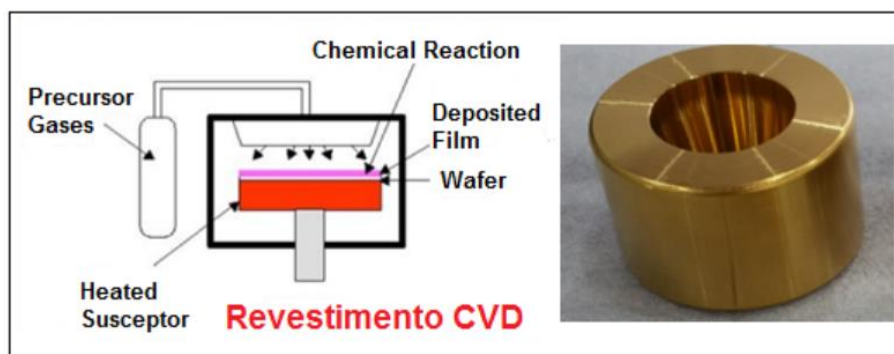 Chemical Reaction
Precursor
Gases
Deposited
Film
Wafer
Heated
Susceptor
Revestimento CVD